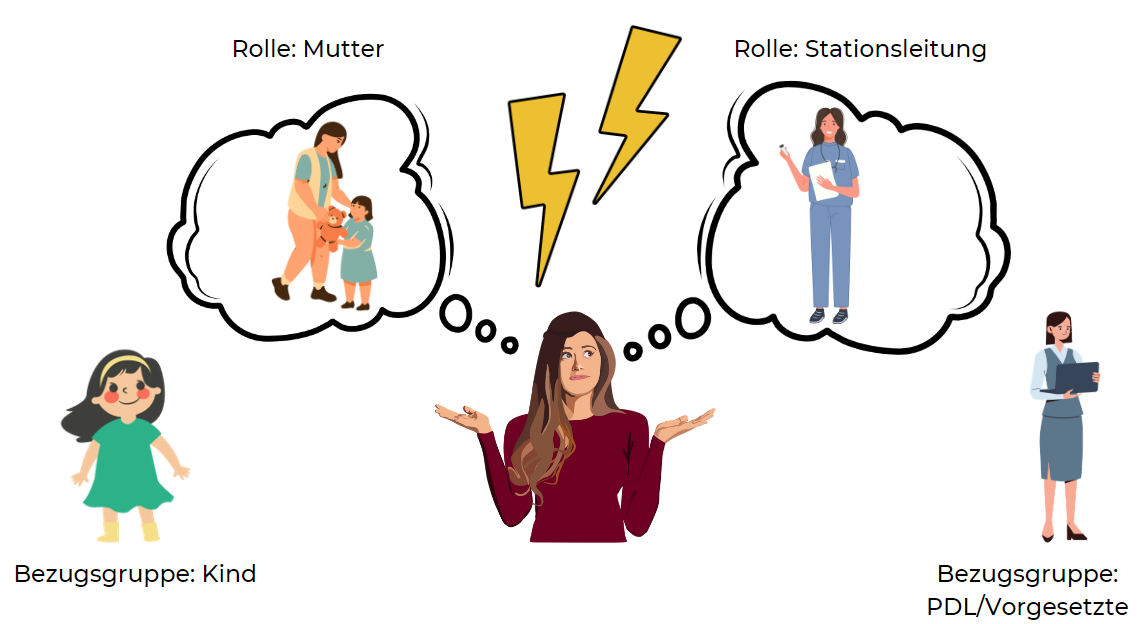 Rolle: Mutter
Rolle: Stationsleitung
Bezugsgruppe: Kind
Bezugsgruppe:
PDL/Vorgesetzte